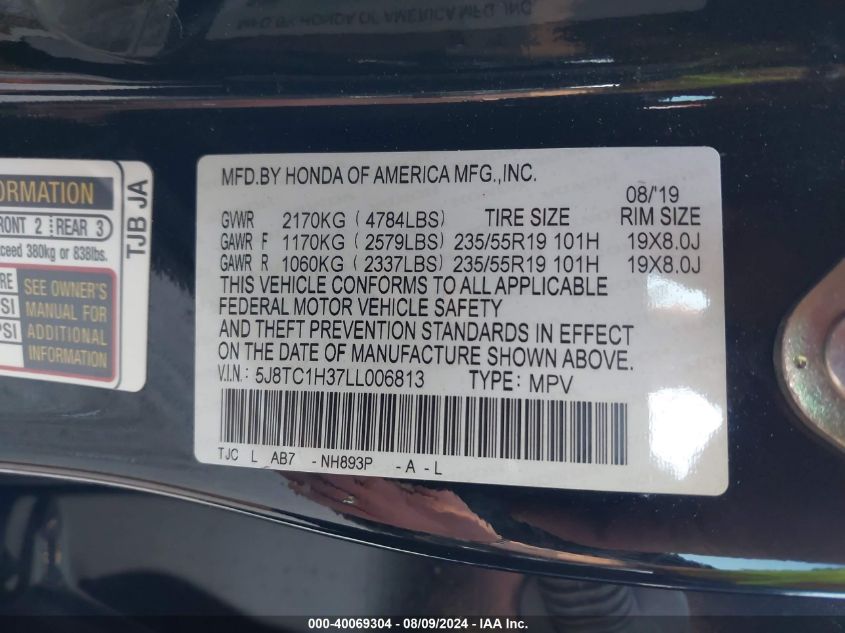 MFD.BY HONDA OF AMERICA MFG.,INC.
08/'19
GVWR 2170KG ( 4784LBS) TIRE SIZE RIM SIZE
GAWR F 1170KG ( 2579LBS) 235/55R19 101H 19X8.0J
GAWR R 1060KG ( 2337LBS) 235/55R19 101H 19X8.0J
THIS VEHICLE CONFORMS TO ALL APPLICABLE
FEDERAL MOTOR VEHICLE SAFETY
AND THEFT PREVENTION STANDARDS IN EFFECT
ON THE DATE OF MANUFACTURE SHOWN ABOVE.
V.I.N.: 5J8TC1H37LL006813 TYPE: MPV
TJC L AB7 -NH893P -A-L
ORMATION
RONT 2 REAR 3
ceed 380kg or 838lbs.
RE
PSI
PSI
SEE OWNER'S
MANUAL FOR
ADDITIONAL
INFORMATION
TJB JA
000-40069304 / 08/09/2024 - IAA Inc.